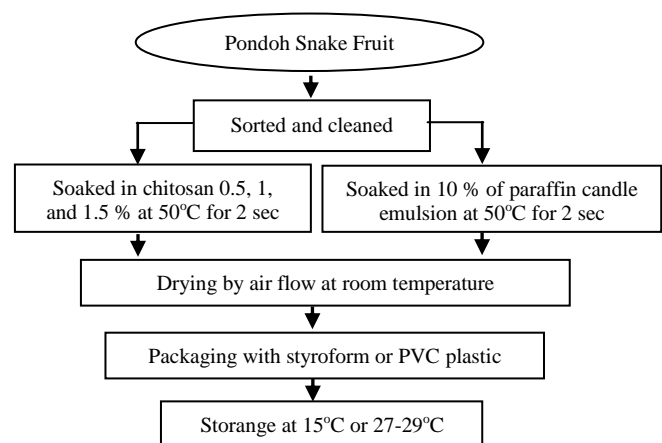 Pondoh Snake Fruit
Sorted and cleaned
Soaked in chitosan 0.5, 1,
and 1.5 % at 50°C for 2 sec
Soaked in 10 % of paraffin candle
emulsion at 50°C for 2 sec
Drying by air flow at room temperature
Packaging with styroform or PVC plastic
Storange at 15°C or 27-29°C